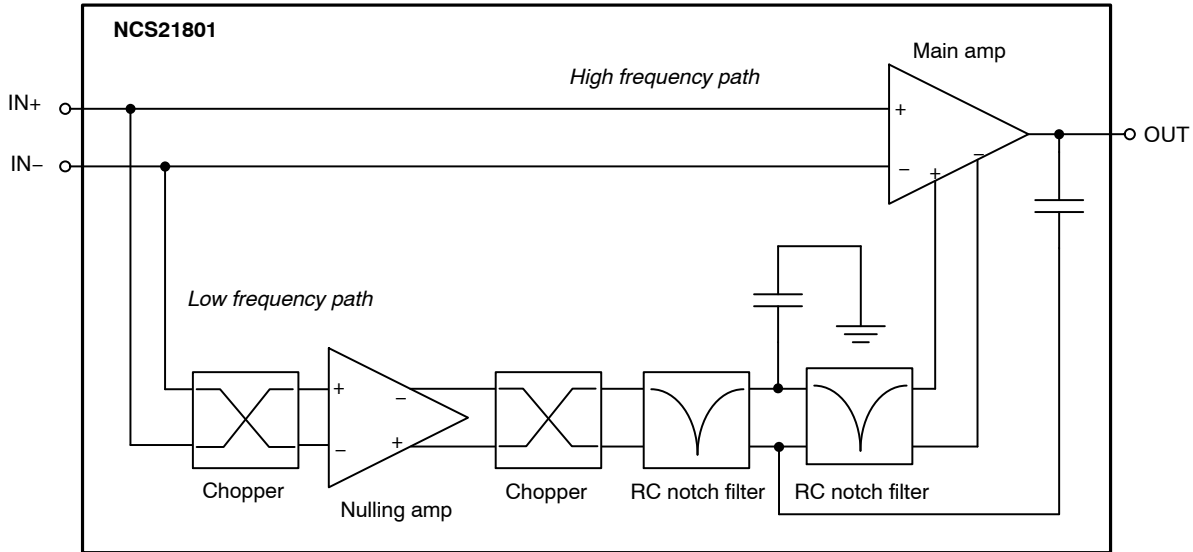 NCS21801
Main amp
High frequency path
IN+
+
OUT
IN−
−
+
−
Low frequency path
+
−
+
−
Chopper
Nulling amp
Chopper
RC notch filter
RC notch filter